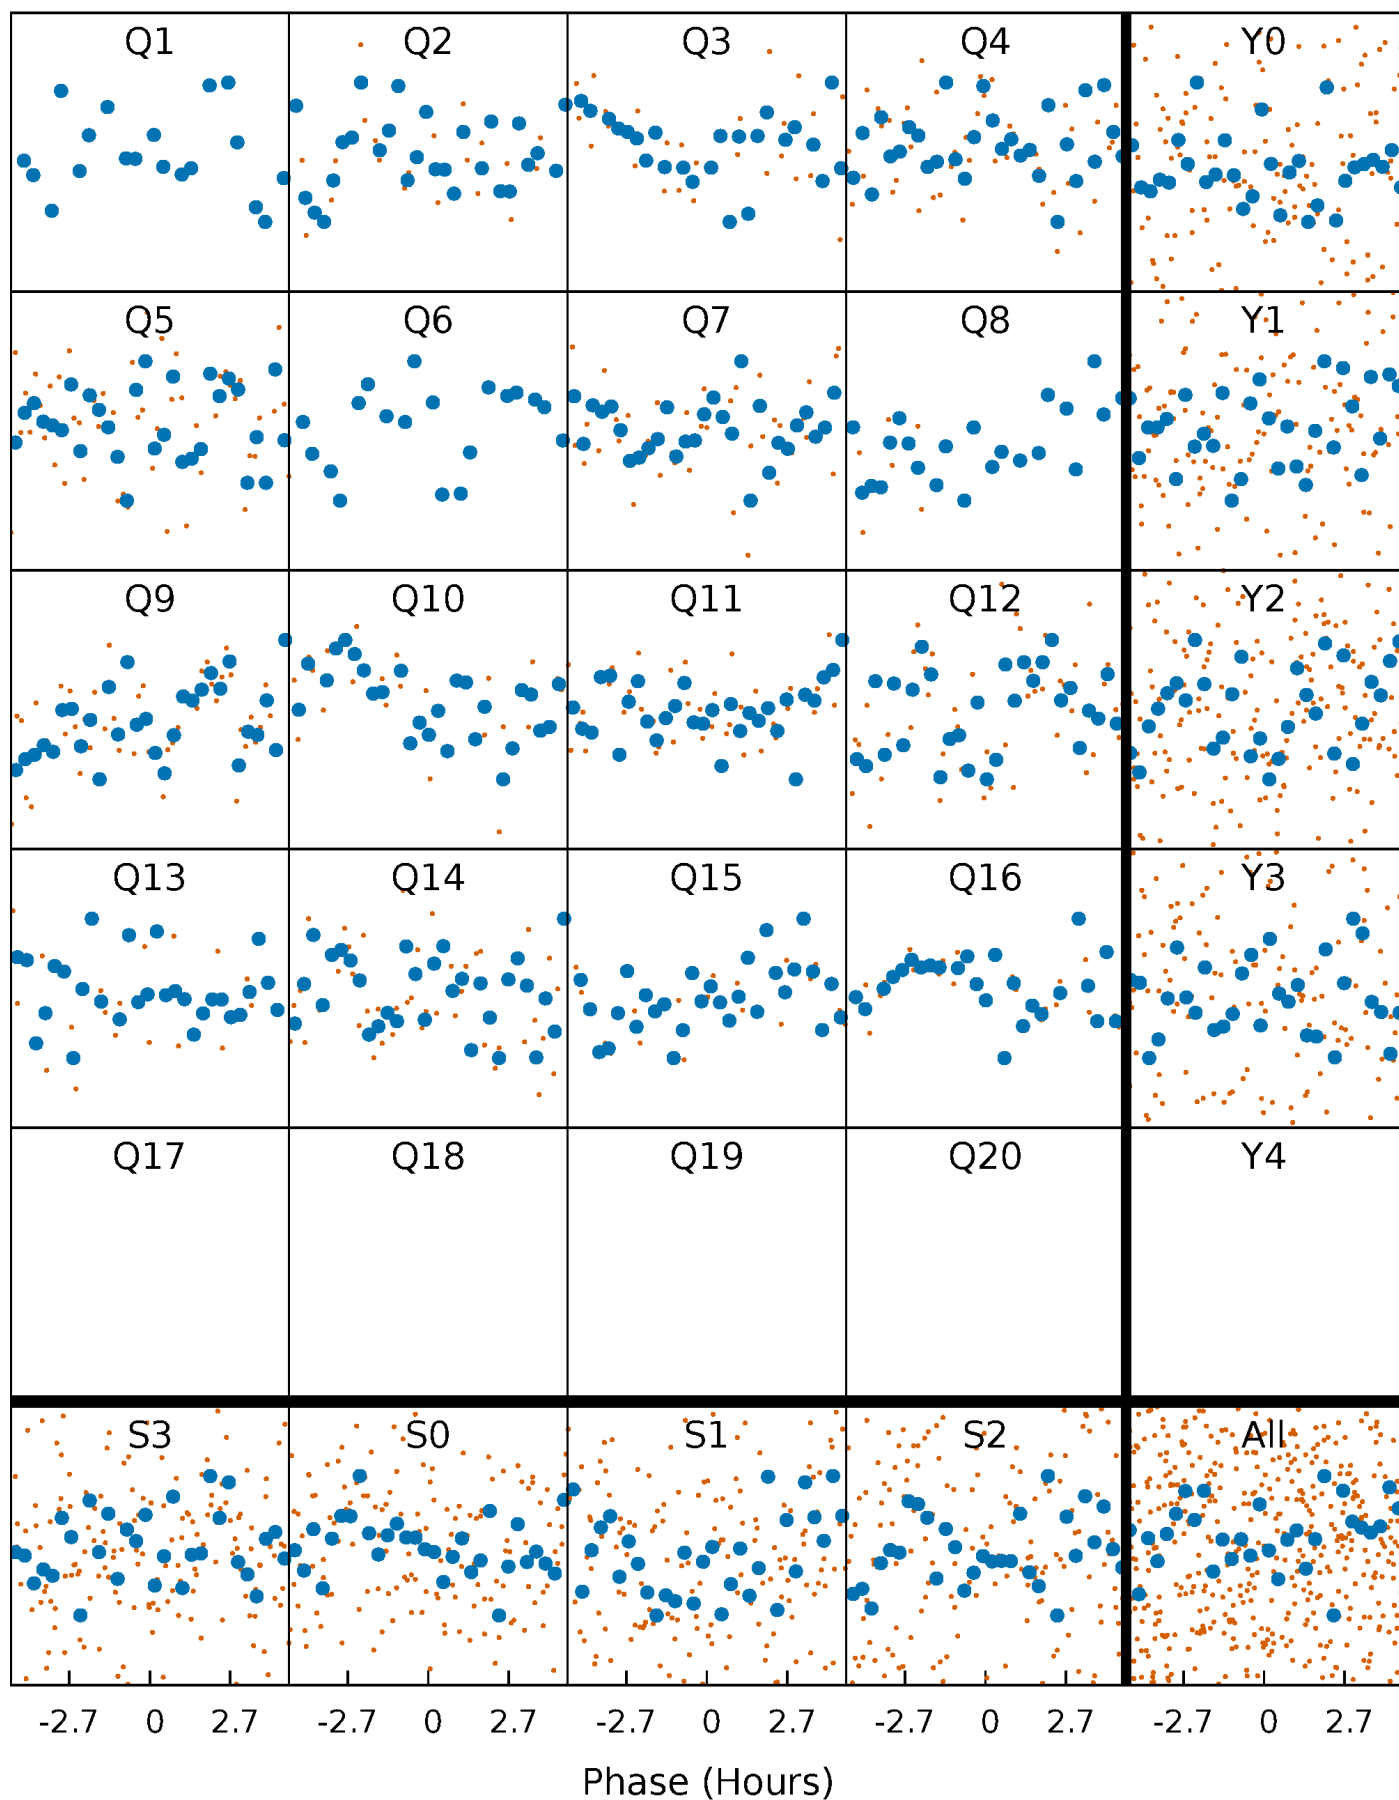 Q1 Q2 Q3 Q4 Y0
Q5 Q6 Q7 Q8 Y1
Q9 Q10 Q11 Q12 Y2
Q13 Q14 Q15 Q16 Y3
Q17 Q18 Q19 Q20 Y4
S3 S0 S1 S2 All
-2.7 0 2.7 -2.7 0 2.7 -2.7 0 2.7 -2.7 0 2.7 -2.7 0 2.7
Phase (Hours)